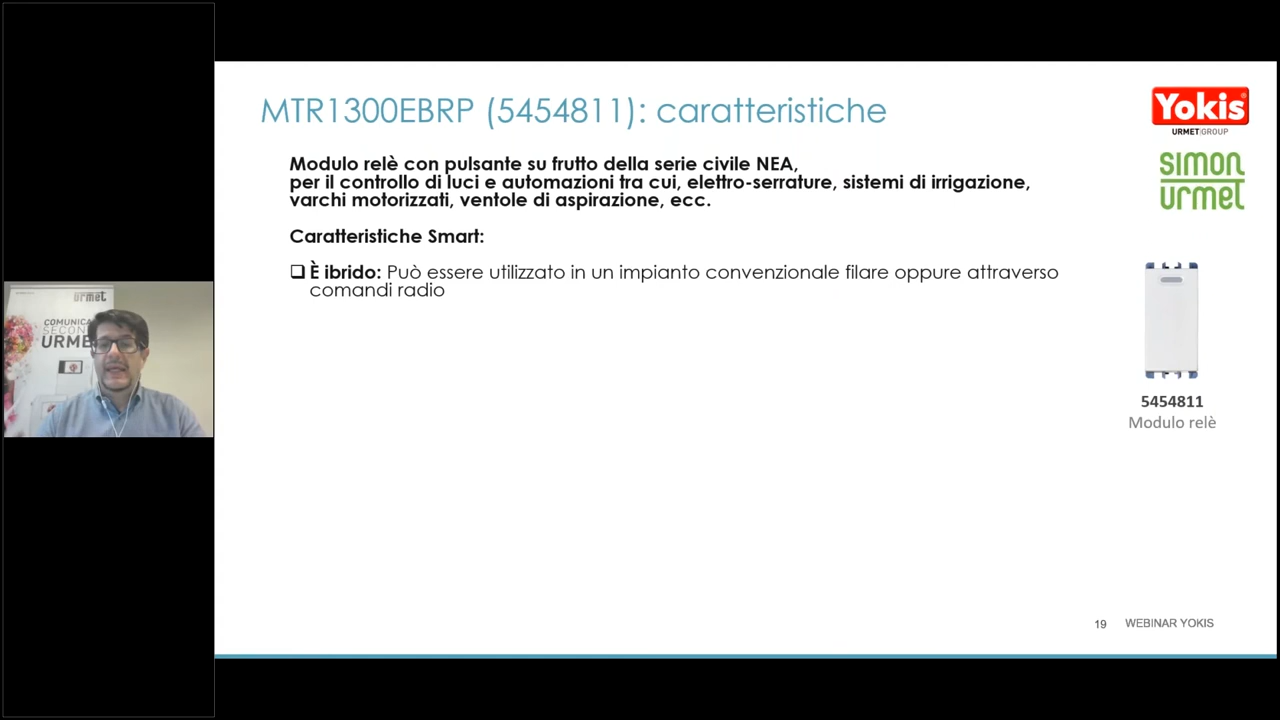 MTR1300EBRP (5454811): caratteristiche
Yokis
URMET GROUP
SIMON
urmet
Modulo relè con pulsante su frutto della serie civile NEA,
per il controllo di luci e automazioni tra cui, elettro-serrature, sistemi di irrigazione,
varchi motorizzati, ventole di aspirazione, ecc.
Caratteristiche Smart:
❑ È ibrido: Può essere utilizzato in un impianto convenzionale filare oppure attraverso
comandi radio
5454811
Modulo relè
urmet
COMUNICA
SECON
URME
19 WEBINAR YOKIS